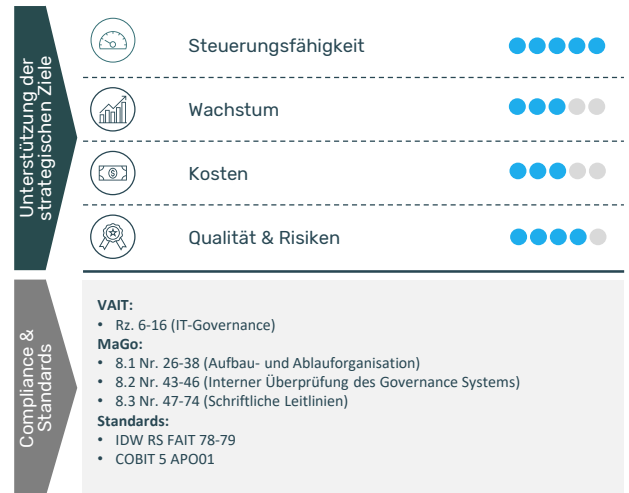 Unterstützung der
strategischen Ziele
Steuerungsfähigkeit
Wachstum
Kosten
Qualität & Risiken
Compliance &
Standards
VAIT:
• Rz. 6-16 (IT-Governance)
MaGo:
• 8.1 Nr. 26-38 (Aufbau- und Ablauforganisation)
• 8.2 Nr. 43-46 (Interner Überprüfung des Governance Systems)
• 8.3 Nr. 47-74 (Schriftliche Leitlinien)
Standards:
• IDW RS FAIT 78-79
• COBIT 5 APO01